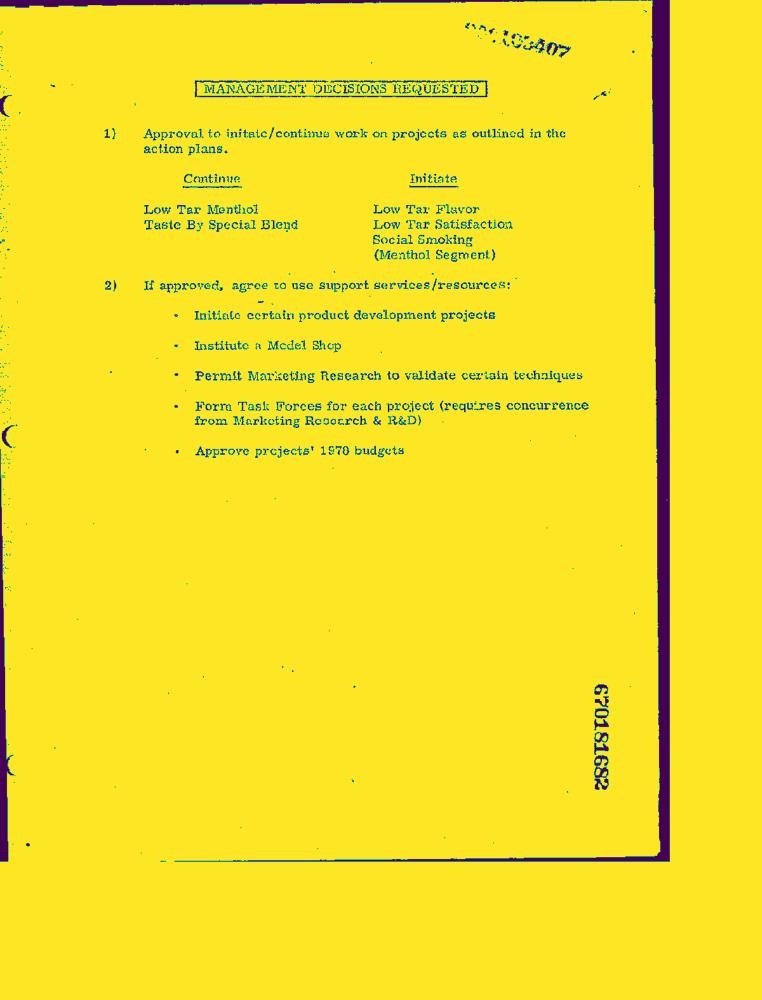 MANAGEMENT DECISIONS REQUESTED
1) Approval to initate/continue work on projects as outlined in the
action plans.
Continue Initiate
Low Tar Menthol Low Tar Flavor
Taste By Special Blend Low Tar Satisfaction
Social Smoking
(Menthol Segment)
2) If approved, agree to use support services/resources:
• Initiate certain product development projects
• Institute a Model Shop
• Permit Marketing Research to validate certain techniques
• Form Task Forces for each project (requires concurrence
from Marketing Research & R&D)
• Approve projects' 1978 budgets
670181682